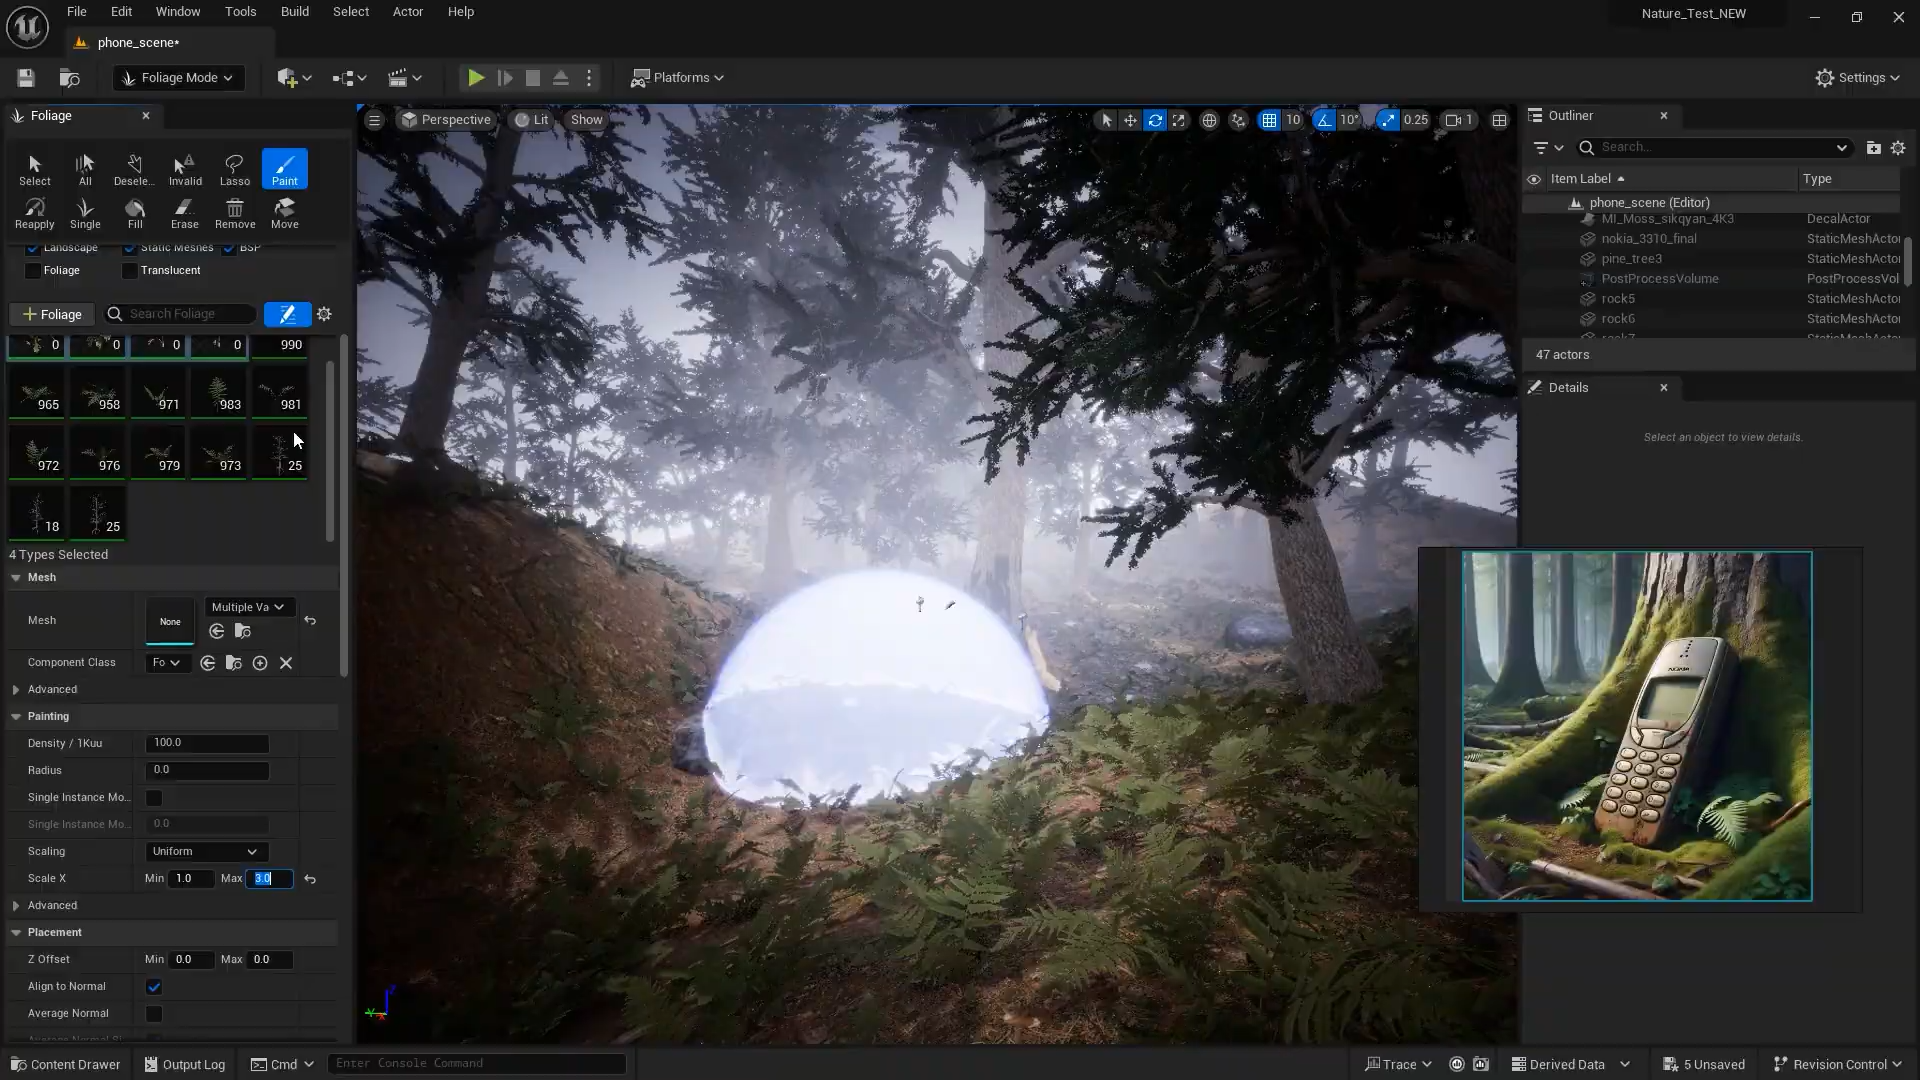 File Edit Window Tools Build Select Actor Help
Nature_Test_NEW
phone_scene*
Foliage Mode
Platforms
Settings
Foliage
Select All Desele... Invalid Lasso Paint
Reapply Single Fill Erase Remove Move
Landscape Static Meshes BSP
Foliage Translucent
+ Foliage Search Foliage
0 0 0 0 990
965 958 971 983 981
972 976 979 973 25
18 25
4 Types Selected
Mesh
Mesh None Multiple Va
Component Class Fo
Advanced
Painting
Density / 1Kuu 100.0
Radius 0.0
Single Instance Mo...
Single Instance Mo... 0.0
Scaling Uniform
Scale X Min 1.0 Max 3.0
Advanced
Placement
Z Offset Min 0.0 Max 0.0
Align to Normal
Average Normal
Perspective Lit Show
10 10° 0.25 1
Outliner
Search...
Item Label Type
phone_scene (Editor)
MI_Moss_sikqyan_4K3 DecalActor
nokia_3310_final StaticMeshActo
pine_tree3 StaticMeshActo
PostProcessVolume PostProcessVol
rock5 StaticMeshActo
rock6 StaticMeshActo
47 actors
Details
Select an object to view details.
NOKIA
Content Drawer Output Log Cmd Enter Console Command
Trace Derived Data 5 Unsaved Revision Control